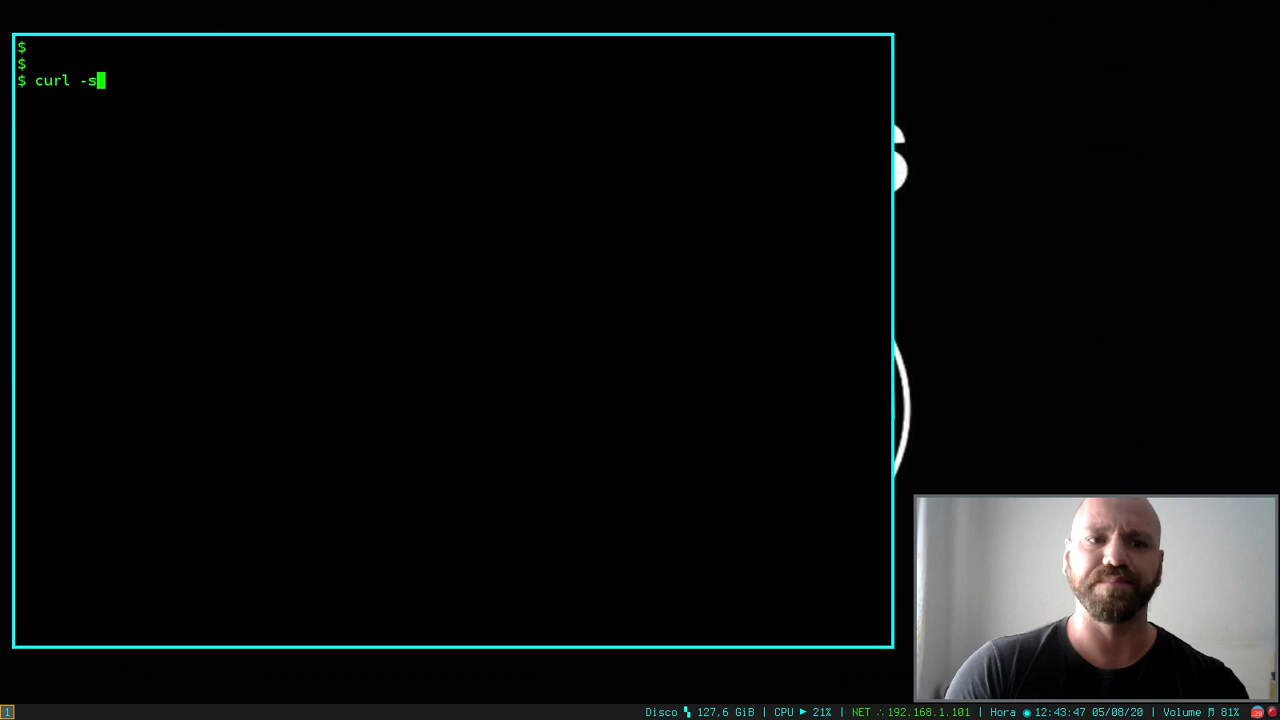 $
$
$ curl -s
S
1
Disco 127,6 GiB | CPU ► 21% | NET ∴ 192.168.1.101 | Hora ◉ 12:43:47 05/08/20 | Volume 81%